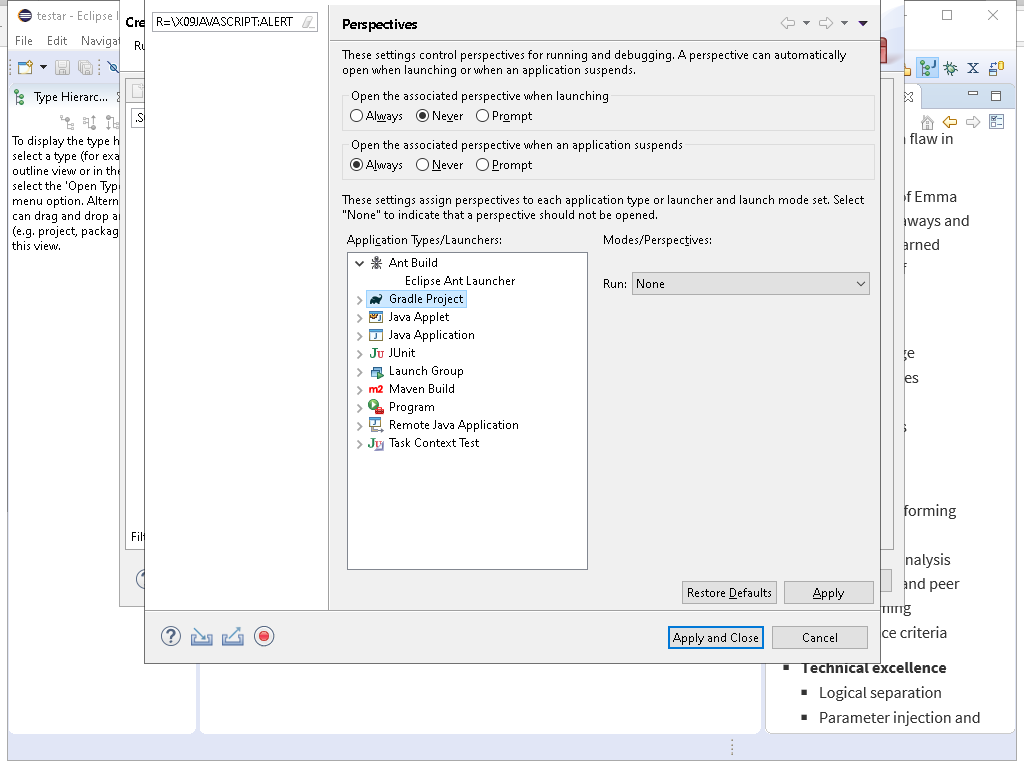 testar - Eclipse I
File Edit Navigat
Type Hierarc...
To display the type h
select a type (for exa
outline view or in the
select the 'Open Type
menu option. Altern
can drag and drop a
(e.g. project, packag
this view.
Cre
Ru
.S
Filt
R=\X09JAVASCRIPT:ALERT
Perspectives
These settings control perspectives for running and debugging. A perspective can automatically
open when launching or when an application suspends.
Open the associated perspective when launching
Always Never Prompt
Open the associated perspective when an application suspends
Always Never Prompt
These settings assign perspectives to each application type or launcher and launch mode set. Select
"None" to indicate that a perspective should not be opened.
Application Types/Launchers:
Ant Build
Eclipse Ant Launcher
Gradle Project
Java Applet
Java Application
JUnit
Launch Group
Maven Build
Program
Remote Java Application
Task Context Test
Modes/Perspectives:
Run: None
Restore Defaults Apply
Apply and Close Cancel
flaw in
of Emma
aways and
arned
f
ge
es
s
forming
nalysis
and peer
ning
ce criteria
▪ Technical excellence
▪ Logical separation
▪ Parameter injection and